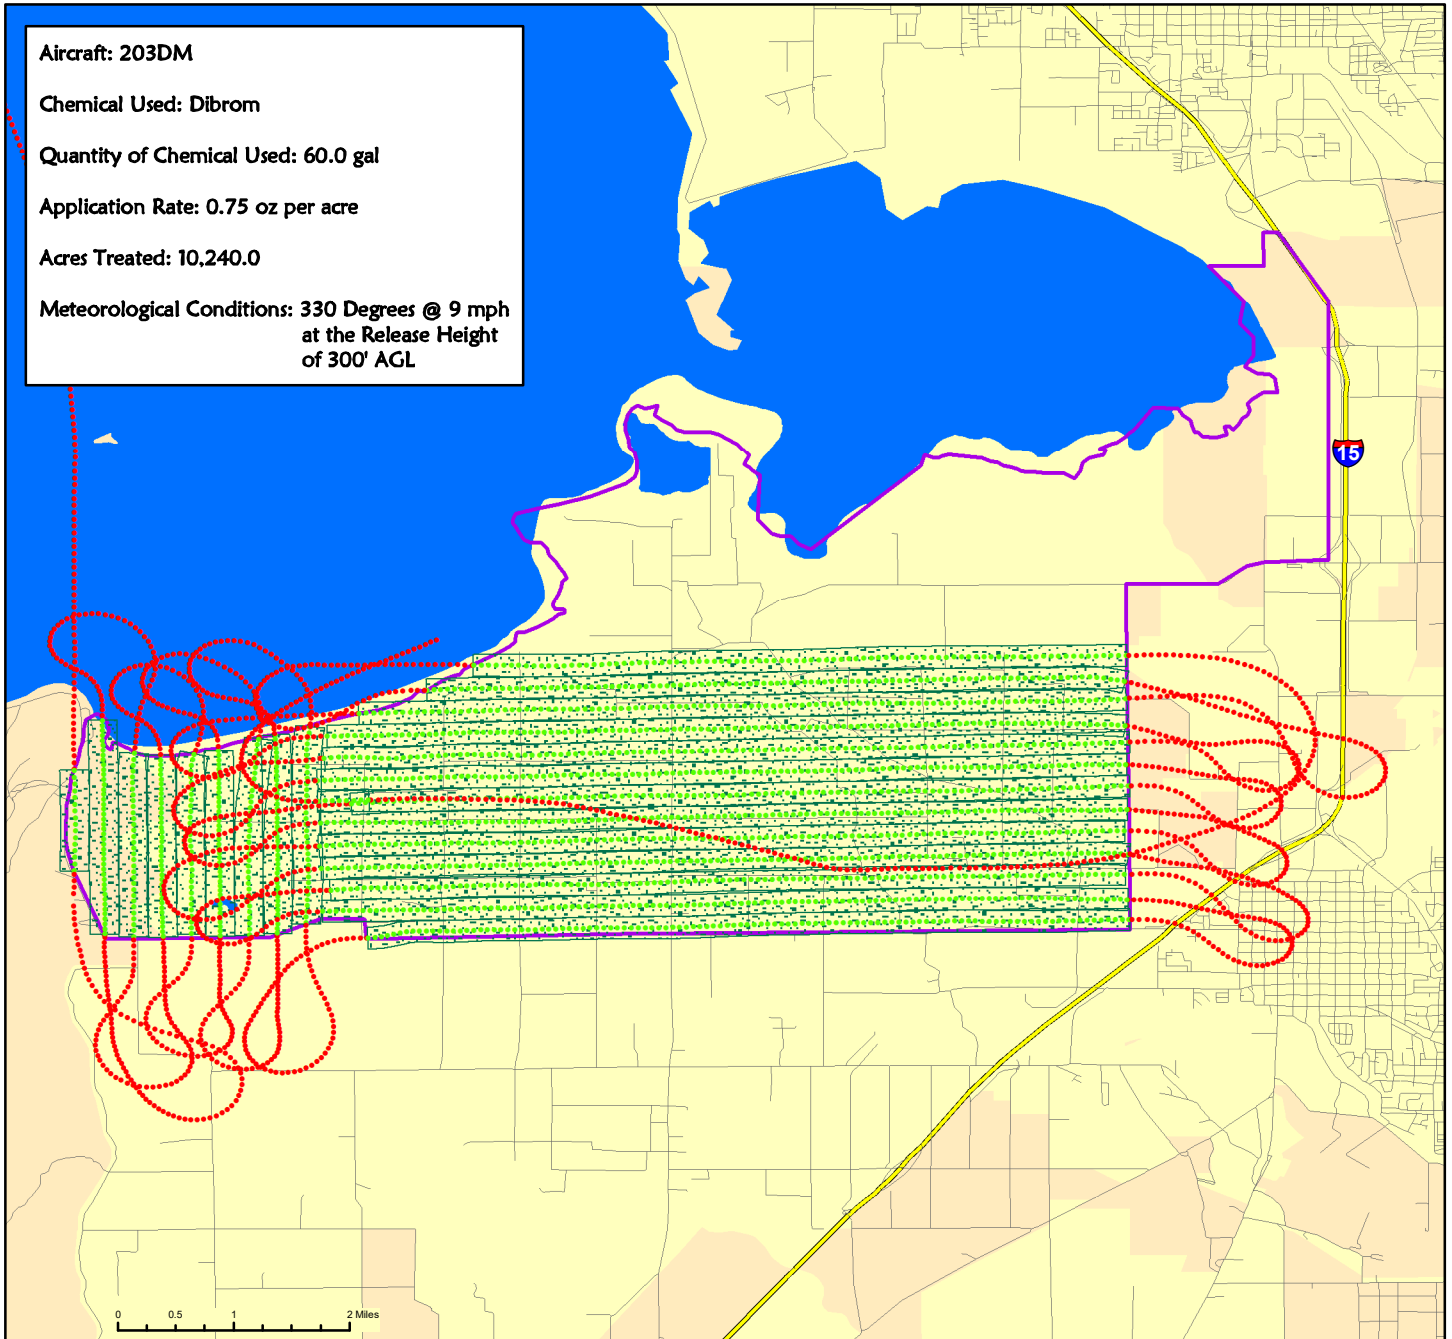 Aircraft: 203DM
Chemical Used: Dibrom
Quantity of Chemical Used: 60.0 gal
Application Rate: 0.75 oz per acre
Acres Treated: 10,240.0
Meteorological Conditions: 330 Degrees @ 9 mph
at the Release Height
of 300' AGL
15
0 0.5 1 2 Miles